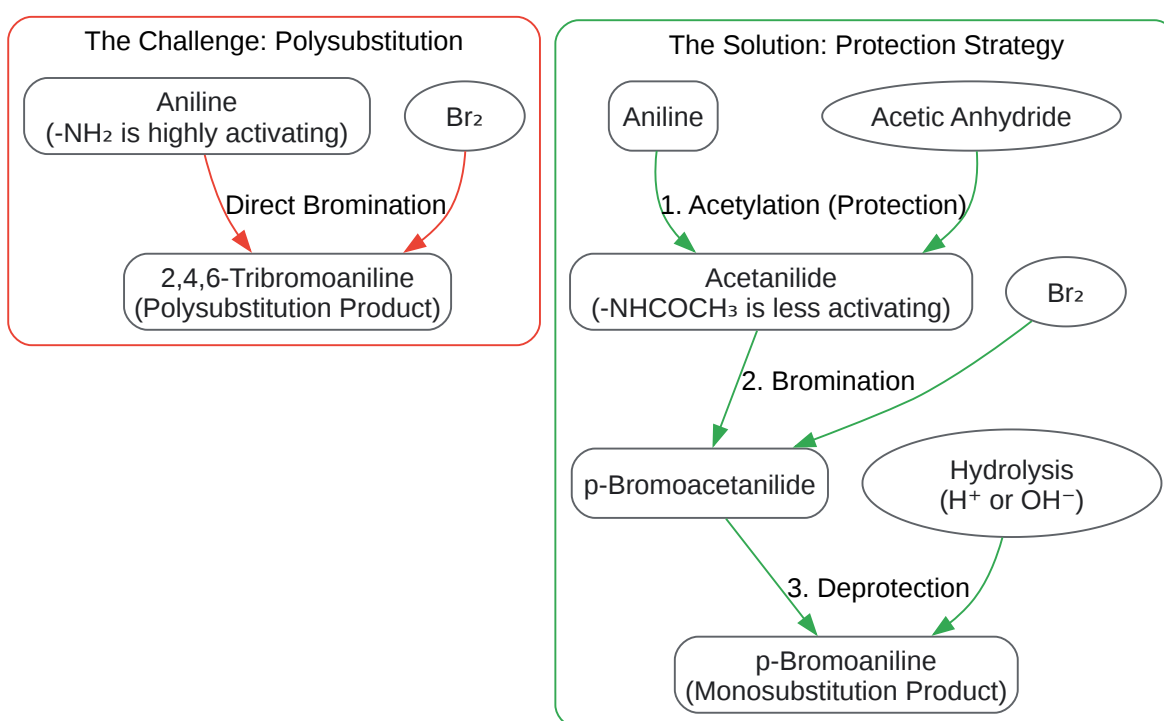 The Challenge: Polysubstitution
Aniline
(-NH₂ is highly activating)
Br₂
Direct Bromination
2,4,6-Tribromoaniline
(Polysubstitution Product)
The Solution: Protection Strategy
Aniline
Acetic Anhydride
1. Acetylation (Protection)
Acetanilide
(-NHCOCH₃ is less activating)
Br₂
2. Bromination
p-Bromoacetanilide
Hydrolysis
(H⁺ or OH⁻)
3. Deprotection
p-Bromoaniline
(Monosubstitution Product)